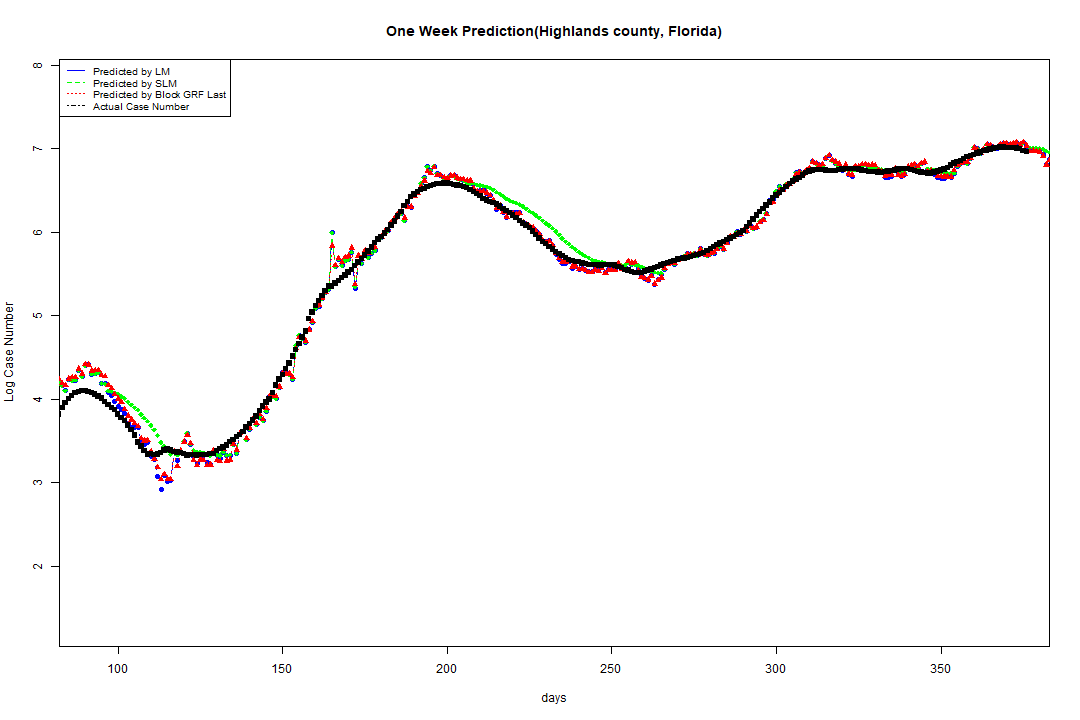 One Week Prediction(Highlands county, Florida)
Predicted by LM
Predicted by SLM
Predicted by Block GRF Last
Actual Case Number
8
7
6
5
4
3
2
Log Case Number
100 150 200 250 300 350
days